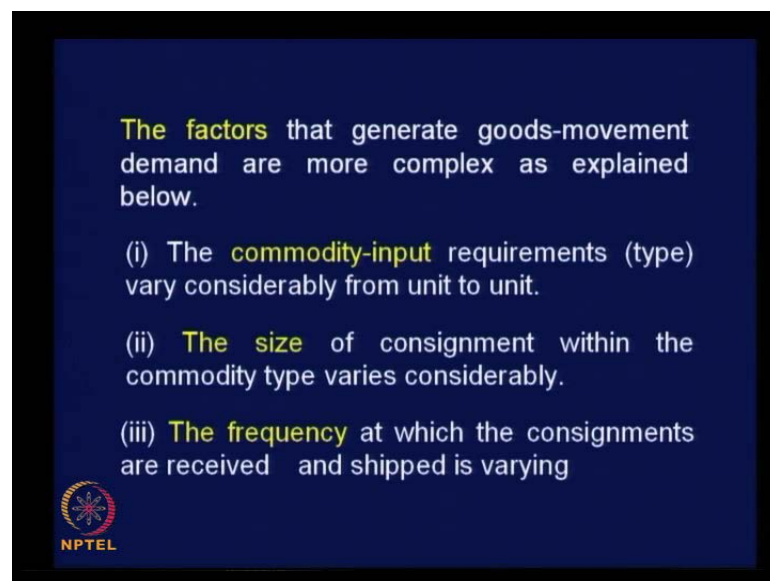 The factors that generate goods-movement
demand are more complex as explained
below.
(i) The commodity-input requirements (type)
vary considerably from unit to unit.
(ii) The size of consignment within the
commodity type varies considerably.
(iii) The frequency at which the consignments
are received and shipped is varying
NPTEL